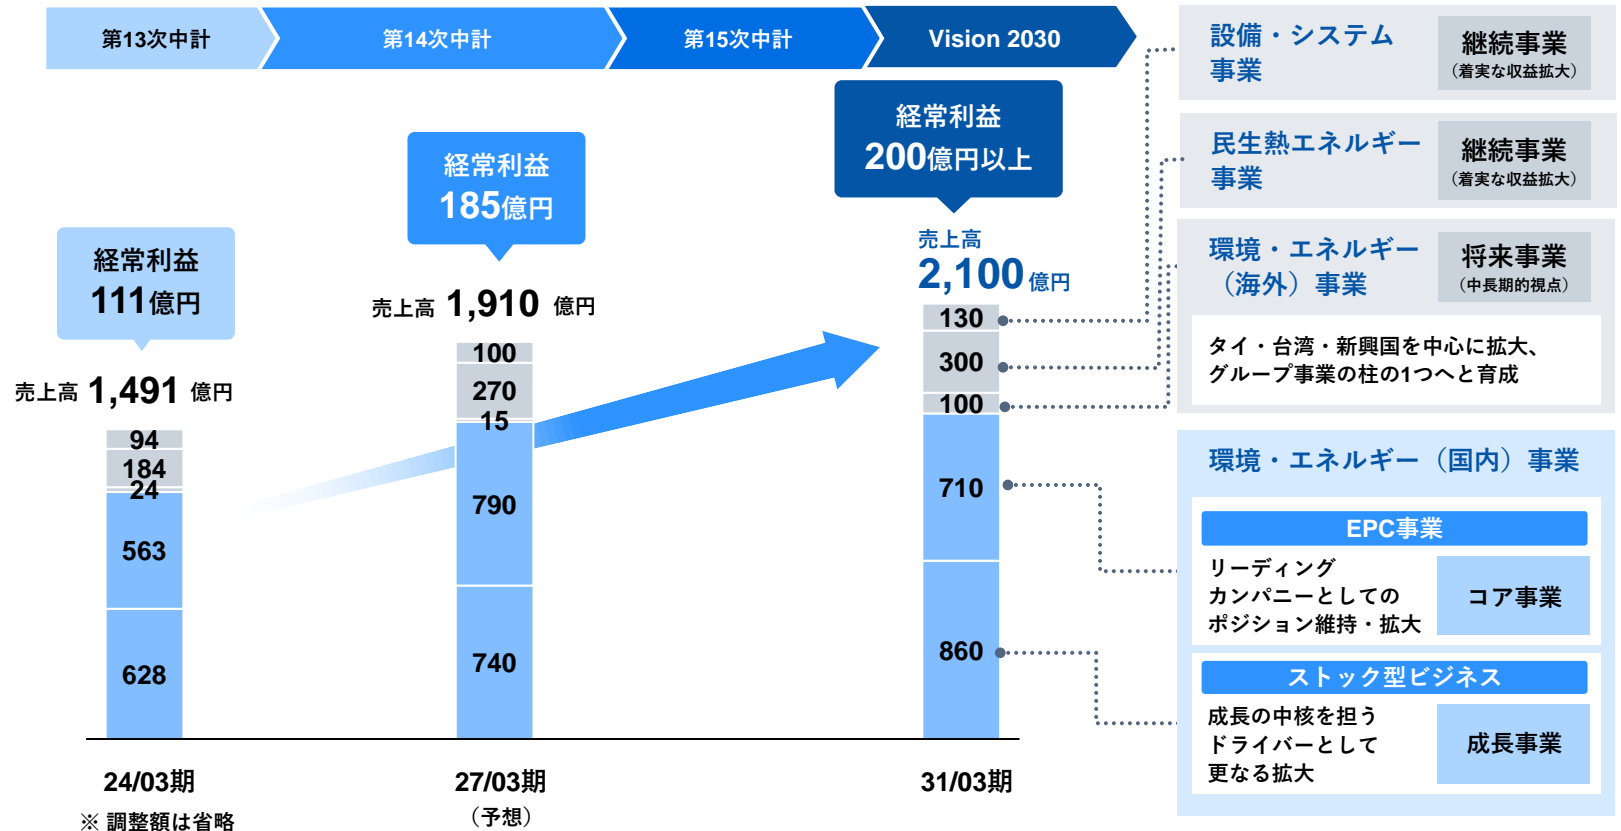 第13次中計
第14次中計
第15次中計
Vision 2030
経常利益
111億円
売上高 1,491 億円
94
184
24
563
628
24/03期
※ 調整額は省略
経常利益
185億円
売上高 1,910 億円
100
270
15
790
740
27/03期
（予想）
経常利益
200億円以上
売上高
2,100億円
130
300
100
710
860
31/03期
設備・システム
事業
継続事業
（着実な収益拡大）
民生熱エネルギー
事業
継続事業
（着実な収益拡大）
環境・エネルギー
（海外）事業
将来事業
（中長期的視点）
タイ・台湾・新興国を中心に拡大、
グループ事業の柱の1つへと育成
環境・エネルギー（国内）事業
EPC事業
リーディング
カンパニーとしての
ポジション維持・拡大
コア事業
ストック型ビジネス
成長の中核を担う
ドライバーとして
更なる拡大
成長事業